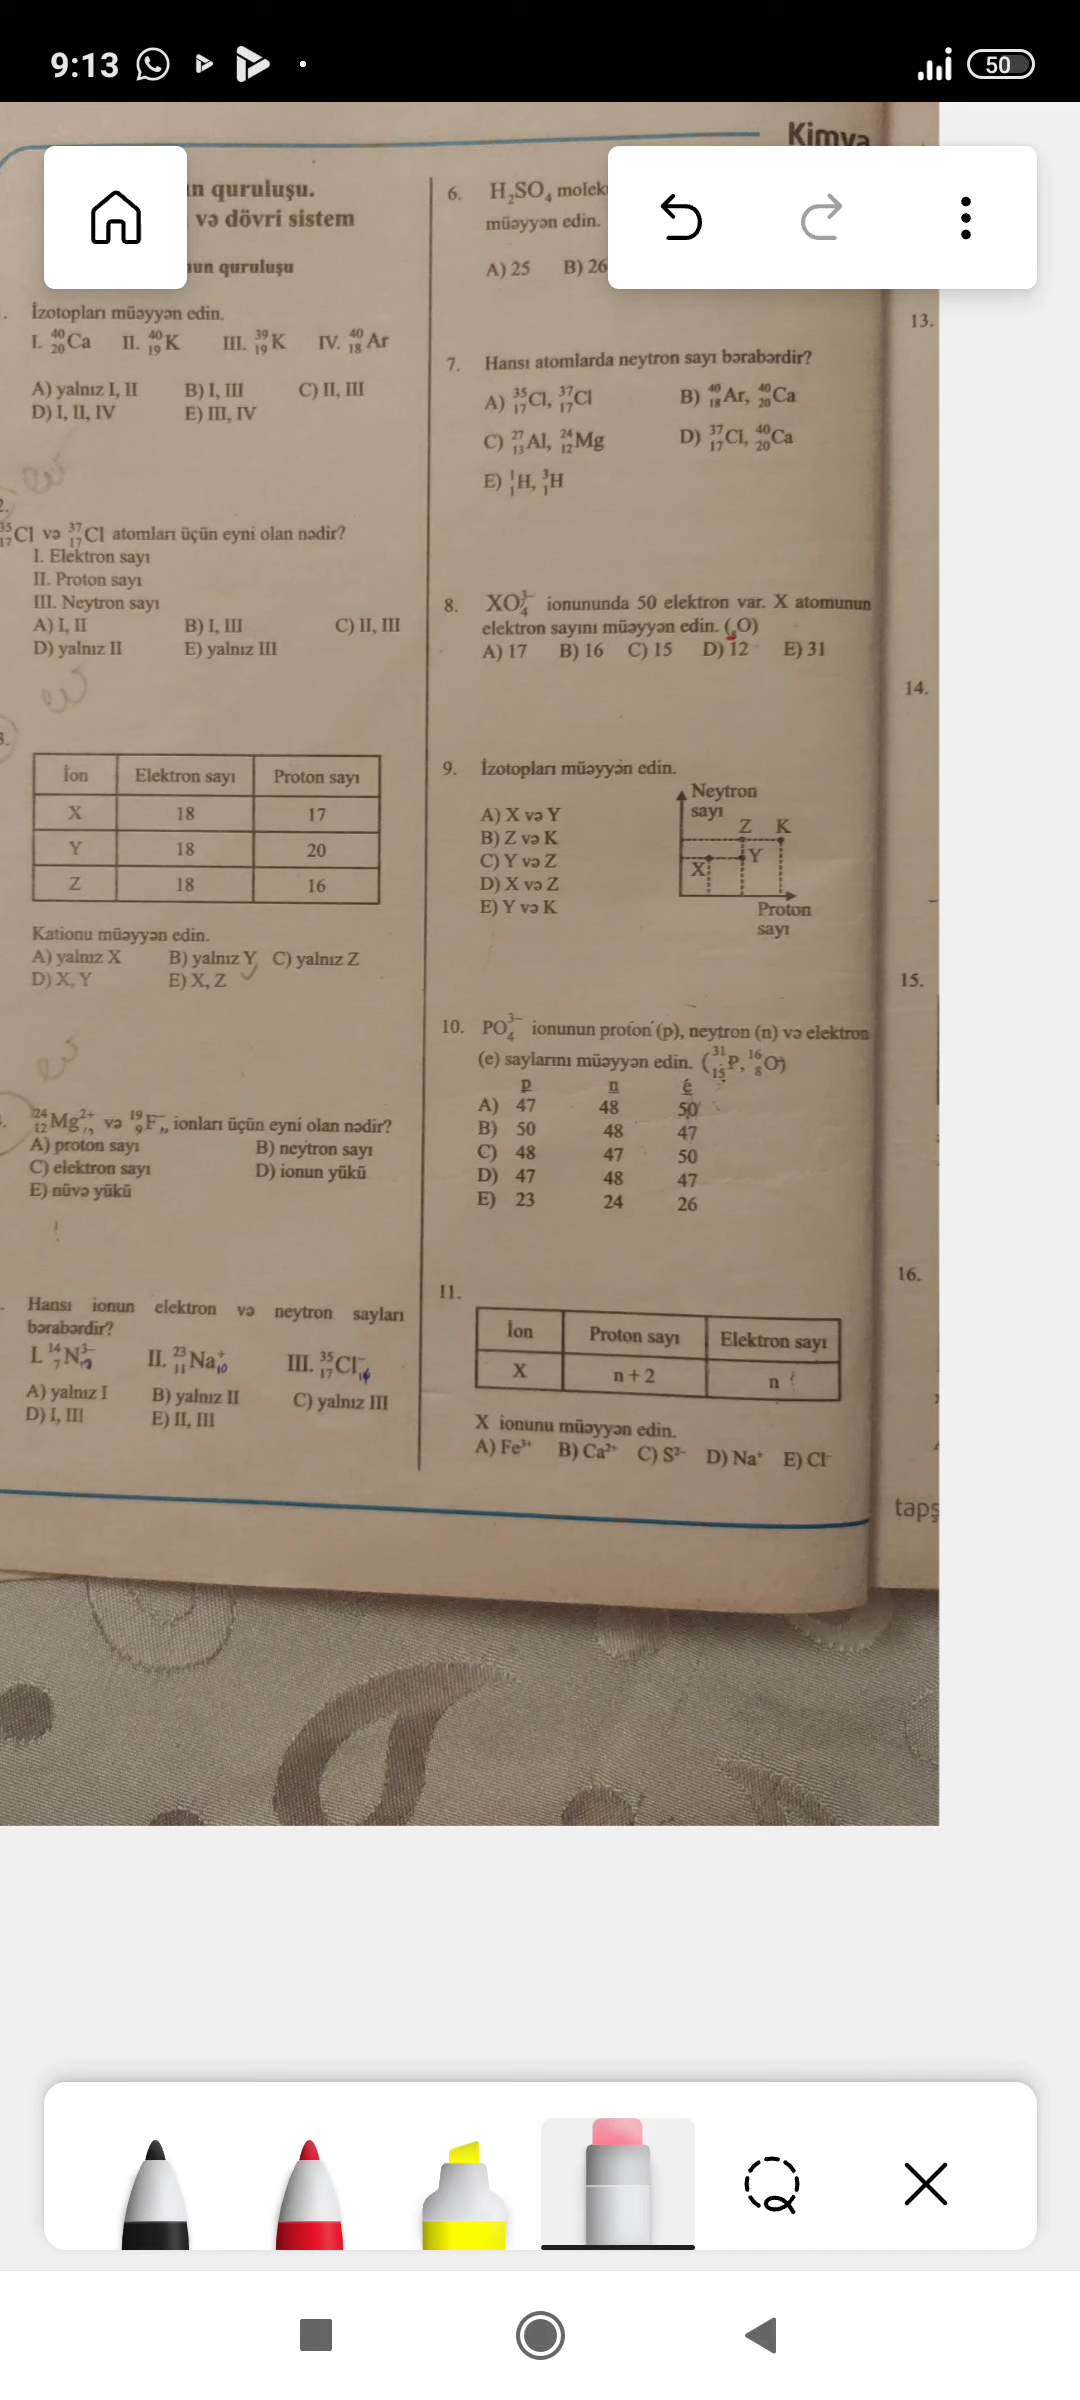 9:13
50
Kimya
n quruluşu.
və dövri sistem
un quruluşu
İzotopları müəyyən edin.
I. ⁴⁰₂₀Ca II. ⁴⁰₁₉K III. ³⁹₁₉K IV. ⁴⁰₁₈Ar
A) yalnız I, II B) I, III C) II, III
D) I, II, IV E) III, IV
2.
³⁵₁₇Cl və ³⁷₁₇Cl atomları üçün eyni olan nədir?
I. Elektron sayı
II. Proton sayı
III. Neytron sayı
A) I, II B) I, III C) II, III
D) yalnız II E) yalnız III
3.
İon Elektron sayı Proton sayı
X 18 17
Y 18 20
Z 18 16
Kationu müəyyən edin.
A) yalnız X B) yalnız Y C) yalnız Z
D) X, Y E) X, Z
²⁴₁₂Mg²⁺ və ¹⁹₉F⁻ ionları üçün eyni olan nədir?
A) proton sayı B) neytron sayı
C) elektron sayı D) ionun yükü
E) nüvə yükü
Hansı ionun elektron və neytron sayları
bərabərdir?
I. ¹⁴₇N³⁻ II. ²³₁₁Na⁺₁₀ III. ³⁵₁₇Cl⁻
A) yalnız I B) yalnız II C) yalnız III
D) I, III E) II, III
6. H₂SO₄ molek
müəyyən edin.
A) 25 B) 26
7. Hansı atomlarda neytron sayı bərabərdir?
A) ³⁵₁₇Cl, ³⁷₁₇Cl B) ⁴⁰₁₈Ar, ⁴⁰₂₀Ca
C) ²⁷₁₃Al, ²⁴₁₂Mg D) ³⁷₁₇Cl, ⁴⁰₂₀Ca
E) ¹₁H, ³₁H
8. XO₄³⁻ ionununda 50 elektron var. X atomunun
elektron sayını müəyyən edin. (₈O)
A) 17 B) 16 C) 15 D) 12 E) 31
9. İzotopları müəyyən edin.
A) X və Y
B) Z və K
C) Y və Z
D) X və Z
E) Y və K
Neytron
sayı
Z K
X Y
Proton
sayı
10. PO₄³⁻ ionunun proton (p), neytron (n) və elektron
(e) saylarını müəyyən edin. (³¹₁₅P, ¹⁶₈O)
p n e
A) 47 48 50
B) 50 48 47
C) 48 47 50
D) 47 48 47
E) 23 24 26
11.
İon Proton sayı Elektron sayı
X n + 2 n
X ionunu müəyyən edin.
A) Fe³⁺ B) Ca²⁺ C) S²⁻ D) Na⁺ E) Cl⁻
13.
14.
15.
16.
tapş